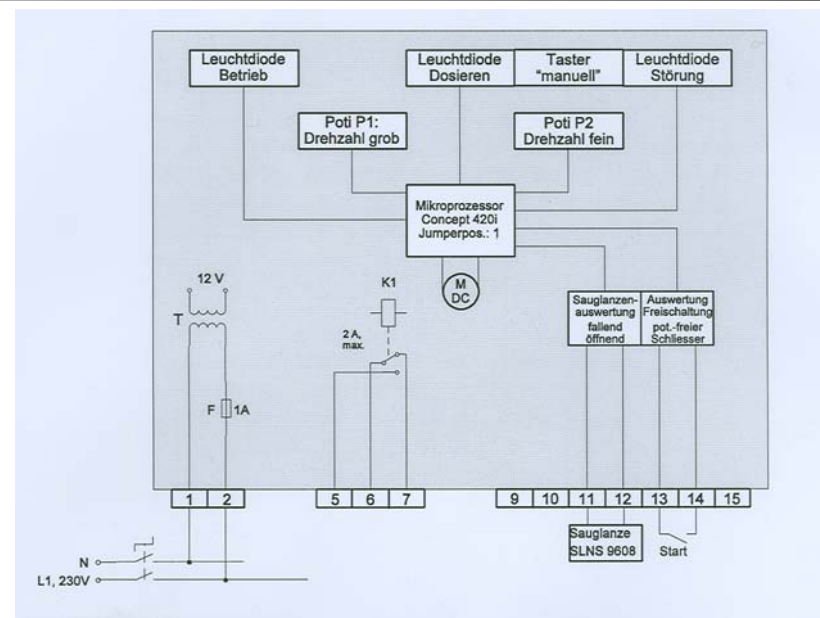 Leuchtdiode
Betrieb
Leuchtdiode
Dosieren
Taster
"manuell"
Leuchtdiode
Störung
Poti P1:
Drehzahl grob
Poti P2
Drehzahl fein
Mikroprozessor
Concept 420i
Jumperpos.: 1
M
DC
12 V
T
F
1A
K1
2 A,
max.
Sauglanzen-
auswertung
fallend
öffnend
Auswertung
Freischaltung
pot.-freier
Schliesser
1 2 5 6 7 9 10 11 12 13 14 15
Sauglanze
SLNS 9608
Start
N
L1, 230V